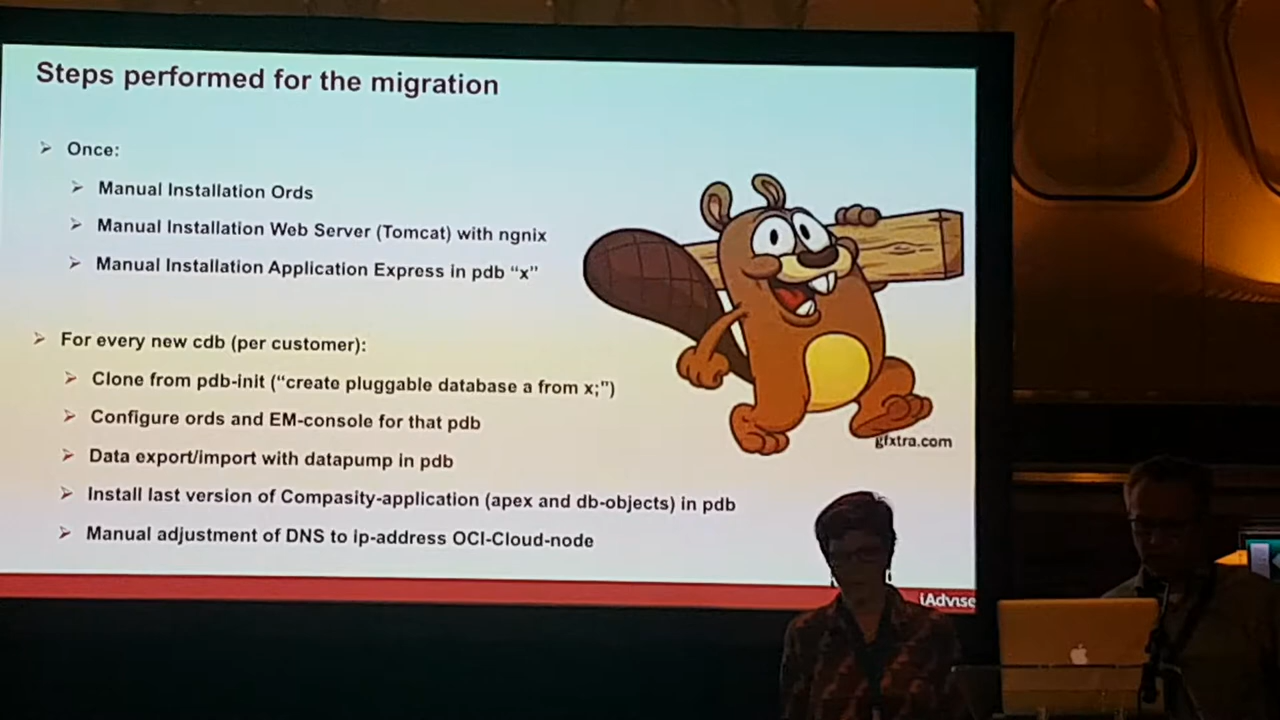 Steps performed for the migration
Once:
Manual Installation Ords
Manual Installation Web Server (Tomcat) with ngnix
Manual Installation Application Express in pdb “x”
For every new cdb (per customer):
Clone from pdb-init (“create pluggable database a from x;”)
Configure ords and EM-console for that pdb
Data export/import with datapump in pdb
Install last version of Compasity-application (apex and db-objects) in pdb
Manual adjustment of DNS to ip-address OCI-Cloud-node
gfxtra.com
iAdvise